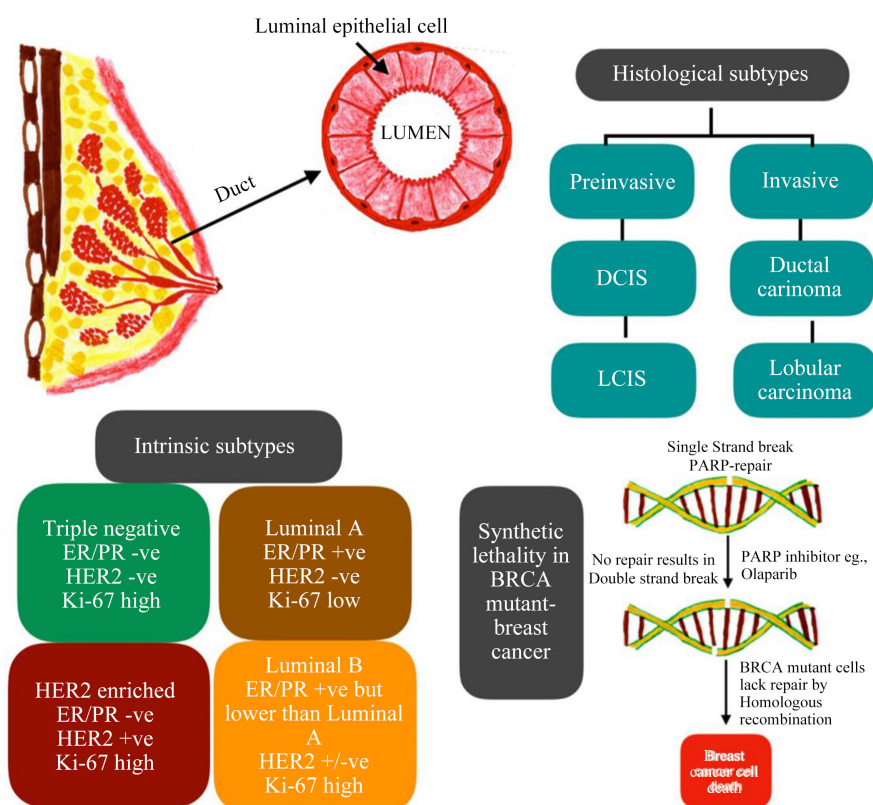 Luminal epithelial cell
LUMEN
Duct
Histological subtypes
Preinvasive
Invasive
DCIS
Ductal
carinoma
LCIS
Lobular
carcinoma
Intrinsic subtypes
Triple negative
ER/PR -ve
HER2 -ve
Ki-67 high
Luminal A
ER/PR +ve
HER2 -ve
Ki-67 low
HER2 enriched
ER/PR -ve
HER2 +ve
Ki-67 high
Luminal B
ER/PR +ve but
lower than Luminal
A
HER2 +/-ve
Ki-67 high
Synthetic
lethality in
BRCA
mutant-
breast
cancer
Single Strand break
PARP-repair
No repair results in
Double strand break
PARP inhibitor eg.,
Olaparib
BRCA mutant cells
lack repair by
Homologous
recombination
Breast
cancer cell
death